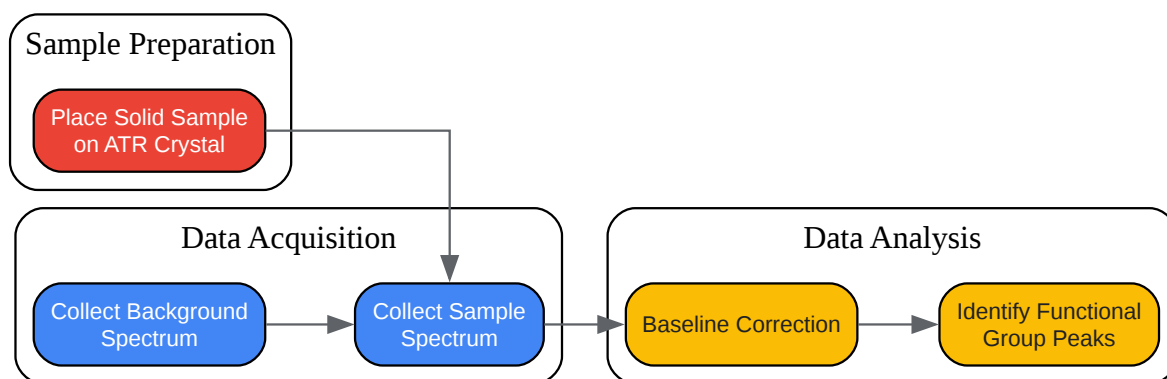 Sample Preparation
Place Solid Sample
on ATR Crystal
Data Acquisition
Collect Background
Spectrum
Collect Sample
Spectrum
Data Analysis
Baseline Correction
Identify Functional
Group Peaks